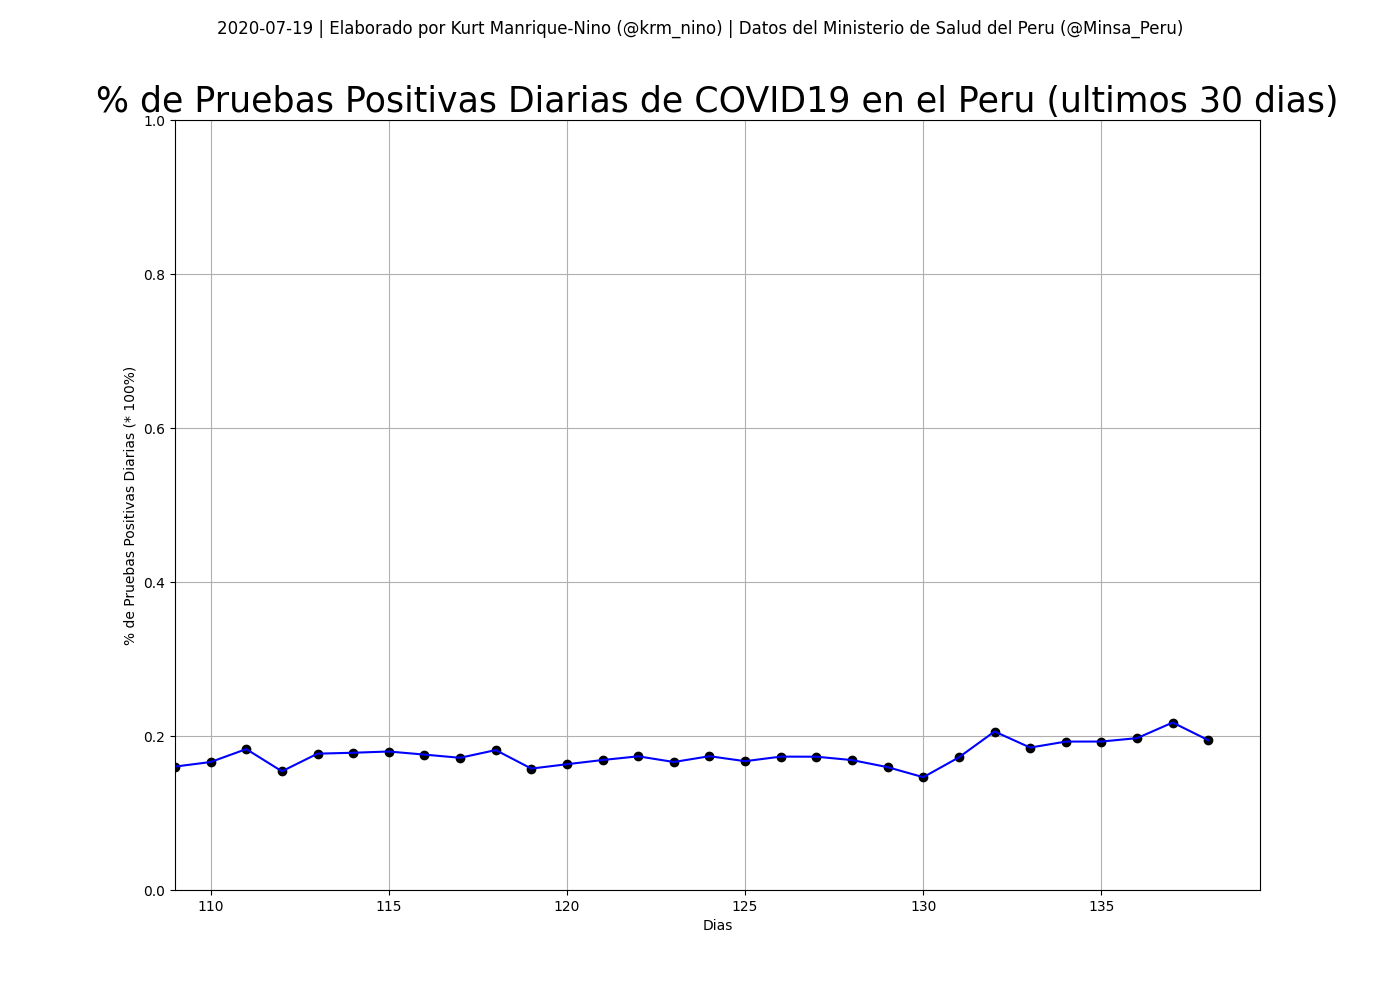 2020-07-19 | Elaborado por Kurt Manrique-Nino (@krm_nino) | Datos del Ministerio de Salud del Peru (@Minsa_Peru)
% de Pruebas Positivas Diarias de COVID19 en el Peru (ultimos 30 dias)
1.0
0.8
0.6
0.4
0.2
0.0
% de Pruebas Positivas Diarias (* 100%)
110 115 120 125 130 135
Dias